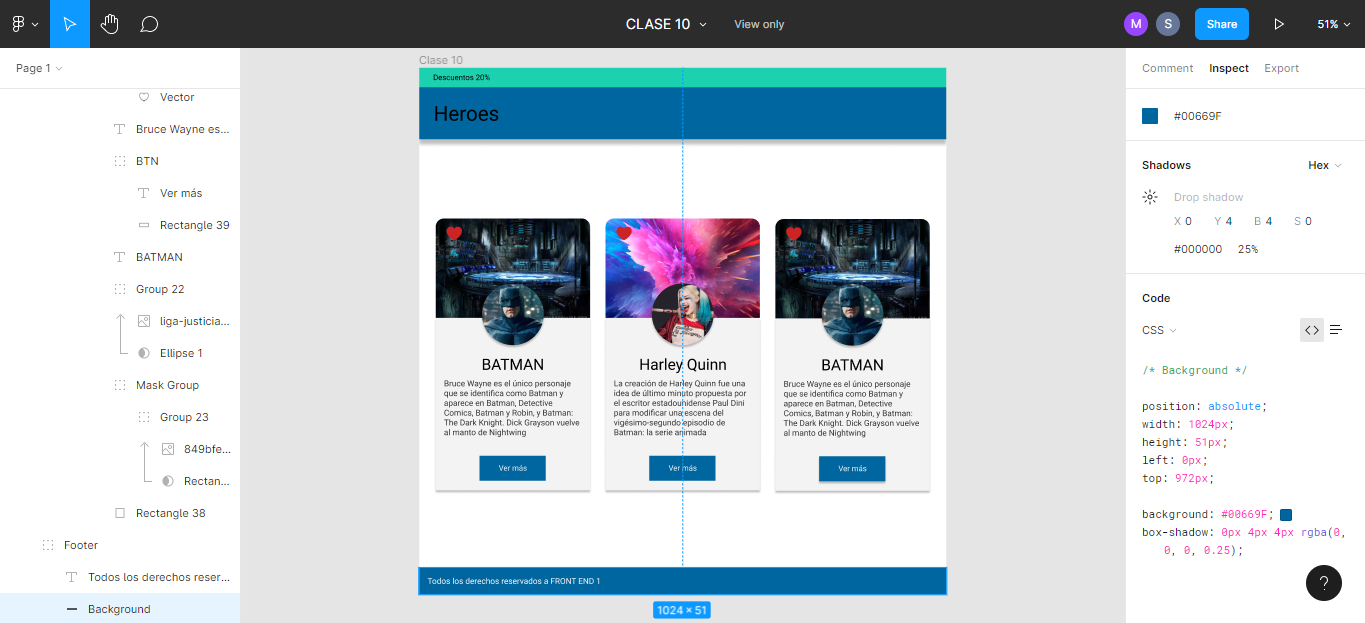 CLASE 10
View only
M
S
Share
51%
Page 1
Vector
Bruce Wayne es...
BTN
Ver más
Rectangle 39
BATMAN
Group 22
liga-justicia...
Ellipse 1
Mask Group
Group 23
849bfe...
Rectan...
Rectangle 38
Footer
Todos los derechos reser...
Background
Clase 10
Descuentos 20%
Heroes
BATMAN
Bruce Wayne es el único personaje
que se identifica como Batman y
aparece en Batman, Detective
Comics, Batman y Robin, y Batman:
The Dark Knight. Dick Grayson vuelve
al manto de Nightwing
Ver más
Harley Quinn
La creación de Harley Quinn fue una
idea de último minuto propuesta por
el escritor estadounidense Paul Dini
para modificar una escena del
vigésimo-segundo episodio de
Batman: la serie animada
Ver más
BATMAN
Bruce Wayne es el único personaje
que se identifica como Batman y
aparece en Batman, Detective
Comics, Batman y Robin, y Batman:
The Dark Knight. Dick Grayson vuelve
al manto de Nightwing
Ver más
Todos los derechos reservados a FRONT END 1
1024 × 51
Comment Inspect Export
#00669F
Shadows Hex
Drop shadow
X 0 Y 4 B 4 S 0
#000000 25%
Code
CSS
/* Background */
position: absolute;
width: 1024px;
height: 51px;
left: 0px;
top: 972px;
background: #00669F;
box-shadow: 0px 4px 4px rgba(0,
0, 0, 0.25);
?